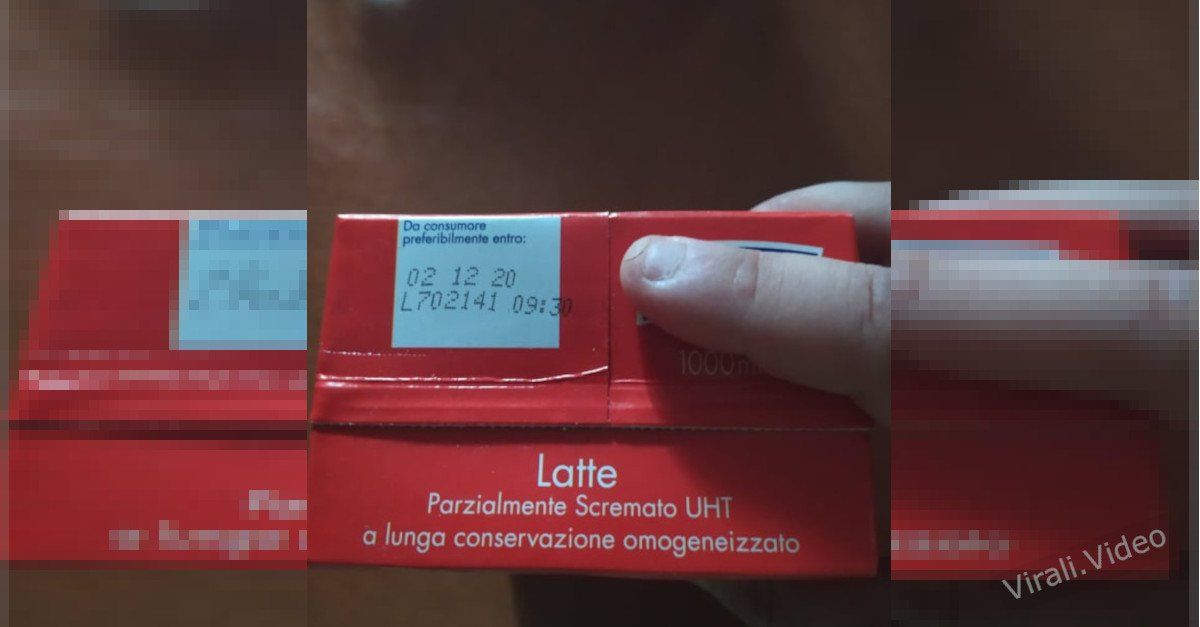 Da consumare
preferibilmente entro:
02 12 20
L702141 09:30
1000m
Latte
Parzialmente Scremato UHT
a lunga conservazione omogeneizzato
Virali.Video